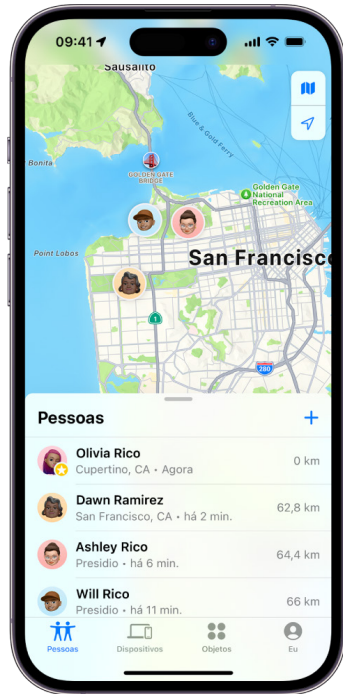 09:41
Sausalito
Blue & Gold Ferry
Bonita
GOLDEN GATE
BRIDGE
Golden Gate
National
Recreation Area
Point Lobos
San Francisco
1
280
Pessoas
+
Olivia Rico
Cupertino, CA • Agora
0 km
Dawn Ramirez
San Francisco, CA • há 2 min.
62,8 km
Ashley Rico
Presidio • há 6 min.
64,4 km
Will Rico
Presidio • há 11 min.
66 km
Pessoas
Dispositivos
Objetos
Eu